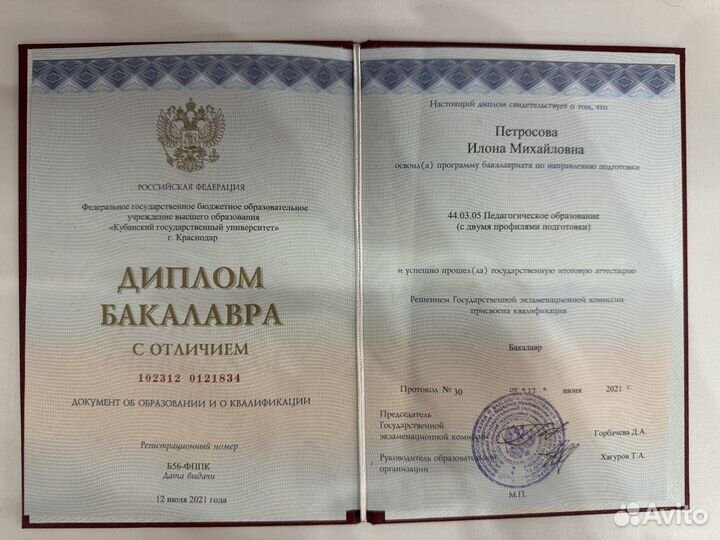 РОССИЙСКАЯ ФЕДЕРАЦИЯ
Федеральное государственное бюджетное образовательное
учреждение высшего образования
«Кубанский государственный университет»
г. Краснодар
ДИПЛОМ
БАКАЛАВРА
С ОТЛИЧИЕМ
102312 0121834
ДОКУМЕНТ ОБ ОБРАЗОВАНИИ И О КВАЛИФИКАЦИИ
Регистрационный номер
Б56-ФППК
Дата выдачи
12 июля 2021 года
Настоящий диплом свидетельствует о том, что
Петросова
Илона Михайловна
освоил(а) программу бакалавриата по направлению подготовки
44.03.05 Педагогическое образование
(с двумя профилями подготовки)
и успешно прошел(ла) государственную итоговую аттестацию
Решением Государственной экзаменационной комиссии
присвоена квалификация
Бакалавр
Протокол № 30 от « 17 » июня 2021 г.
Председатель
Государственной
экзаменационной комиссии Горбачева Д.А.
Руководитель образовательной Хагуров Т.А.
организации
М.П.
Avito